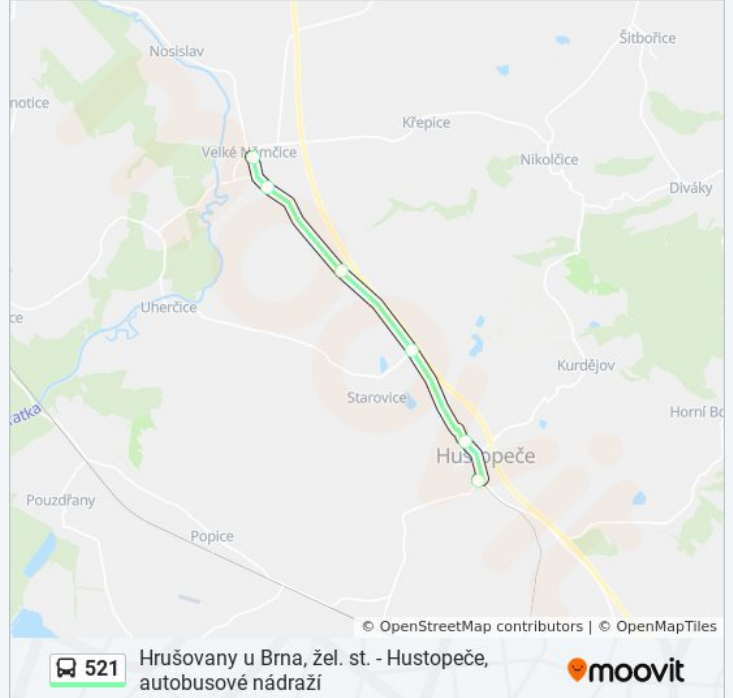 Nosislav
Šitbořice
notice
Křepice
Velké Němčice
Nikolčice
Diváky
Uherčice
ce
Kurdějov
Starovice
Horní Bo
atka
Hustopeče
Pouzdřany
Popice
© OpenStreetMap contributors | © OpenMapTiles
521
Hrušovany u Brna, žel. st. - Hustopeče,
autobusové nádraží
moovit